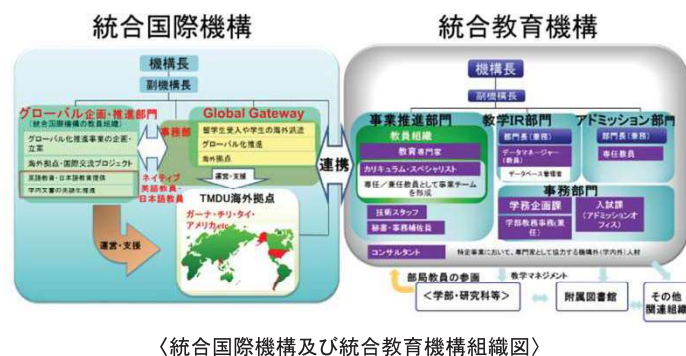 統合国際機構
機構長
副機構長
グローバル企画・推進部門
（統合国際機構の教員組織）
グローバル化推進事業の企画・
立案
海外拠点・国際交流プロジェクト
英語教育・日本語教育提供
学内文書の英語化推進
事務部
ネイティブ
英語教員・
日本語教員
Global Gateway
留学生受入や学生の海外派遣
グローバル化推進
海外拠点
運営・支援
TMDU海外拠点
ガーナ・チリ・タイ・
アメリカetc
運営・支援
連携
統合教育機構
機構長
副機構長
事業推進部門
教員組織
教育専門家
カリキュラム・スペシャリスト
専任／兼任教員として事業チーム
を形成
技術スタッフ
秘書・事務補佐員
コンサルタント
特定事業において、専門家として協力する機構外（学内外）人材
教学IR部門
部門長（兼務）
データマネージャー
（教員）
データベース管理者
アドミッション部門
部門長（兼務）
専任教員
事務部門
学務企画課
学部教務事務（兼
任）
入試課
（アドミッションオ
フィス）
部局教員の参画
教学マネジメント
＜学部・研究科等＞
附属図書館
その他
関連組織
〈統合国際機構及び統合教育機構組織図〉